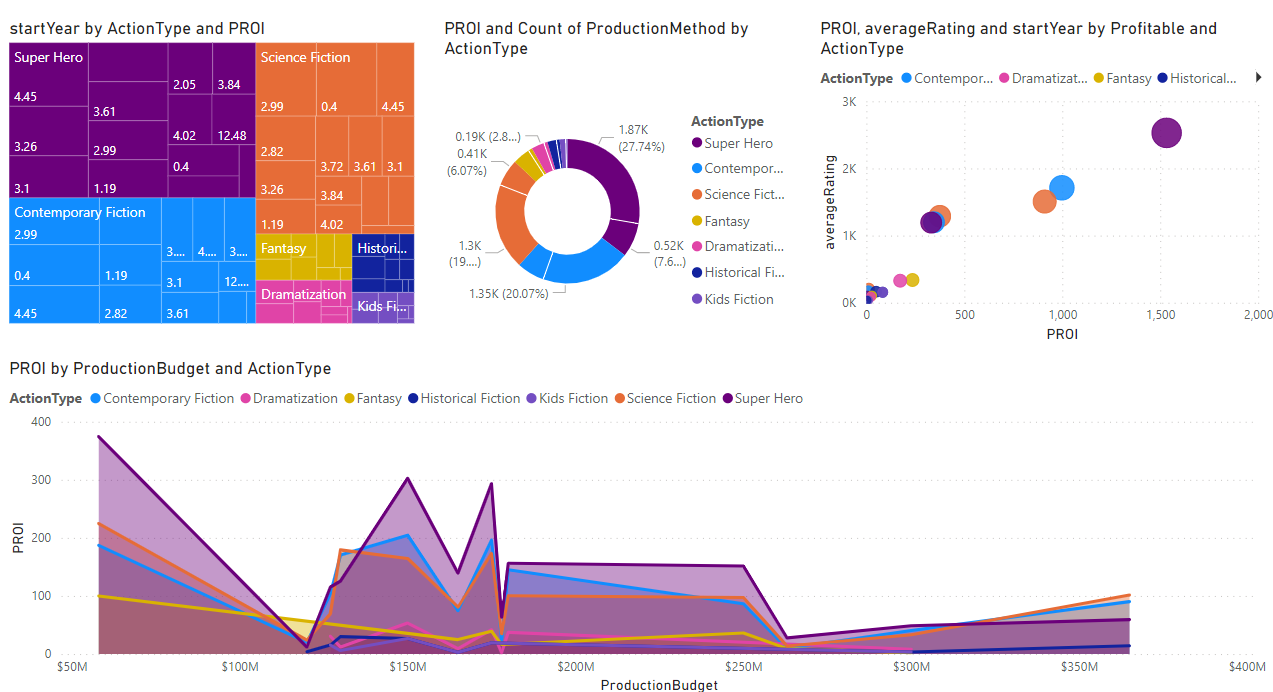 startYear by ActionType and PROI
Super Hero
4.45
3.26
3.1
3.61
2.99
1.19
2.05
3.84
4.02
12.48
0.4
Science Fiction
2.99
0.4
4.45
2.82
3.26
1.19
3.72
3.61
3.1
3.84
4.02
Contemporary Fiction
2.99
0.4
4.45
1.19
2.82
3....
4....
3....
3.1
12....
3.61
Fantasy
Dramatization
Histori...
Kids Fi...
PROI and Count of ProductionMethod by
ActionType
0.19K (2.8...)
0.41K
(6.07%)
1.3K
(19....)
1.35K (20.07%)
1.87K
(27.74%)
0.52K
(7.6...)
ActionType
Super Hero
Contempor...
Science Fict...
Fantasy
Dramatizati...
Historical Fi...
Kids Fiction
PROI, averageRating and startYear by Profitable and
ActionType
ActionType Contempor... Dramatizat... Fantasy Historical...
averageRating
3K
2K
1K
0K
0 500 1,000 1,500 2,000
PROI
PROI by ProductionBudget and ActionType
ActionType Contemporary Fiction Dramatization Fantasy Historical Fiction Kids Fiction Science Fiction Super Hero
PROI
400
300
200
100
0
$50M $100M $150M $200M $250M $300M $350M $400M
ProductionBudget